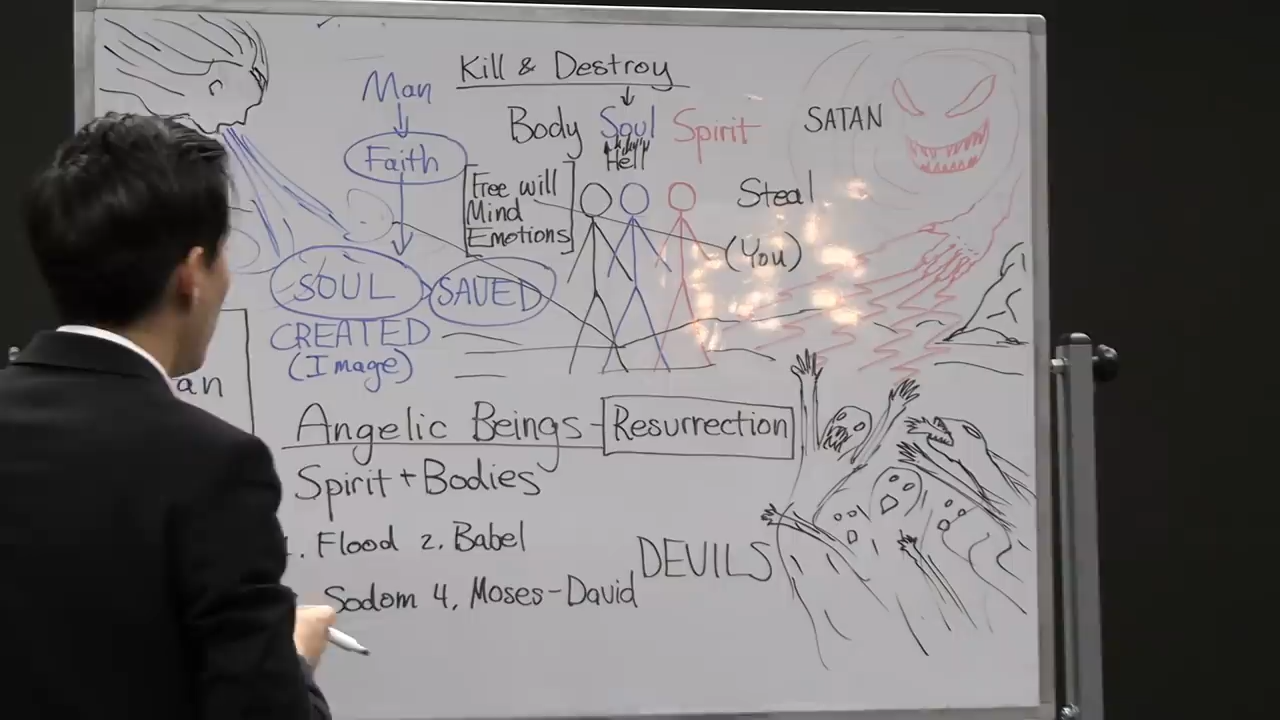 Kill & Destroy
Man
Body Soul Spirit
SATAN
Hell
Faith
Free will
Mind
Emotions
Steal
(You)
SOUL SAVED
CREATED
(Image)
an
Angelic Beings - Resurrection
Spirit + Bodies
1. Flood 2. Babel
Sodom 4. Moses - David
DEVILS